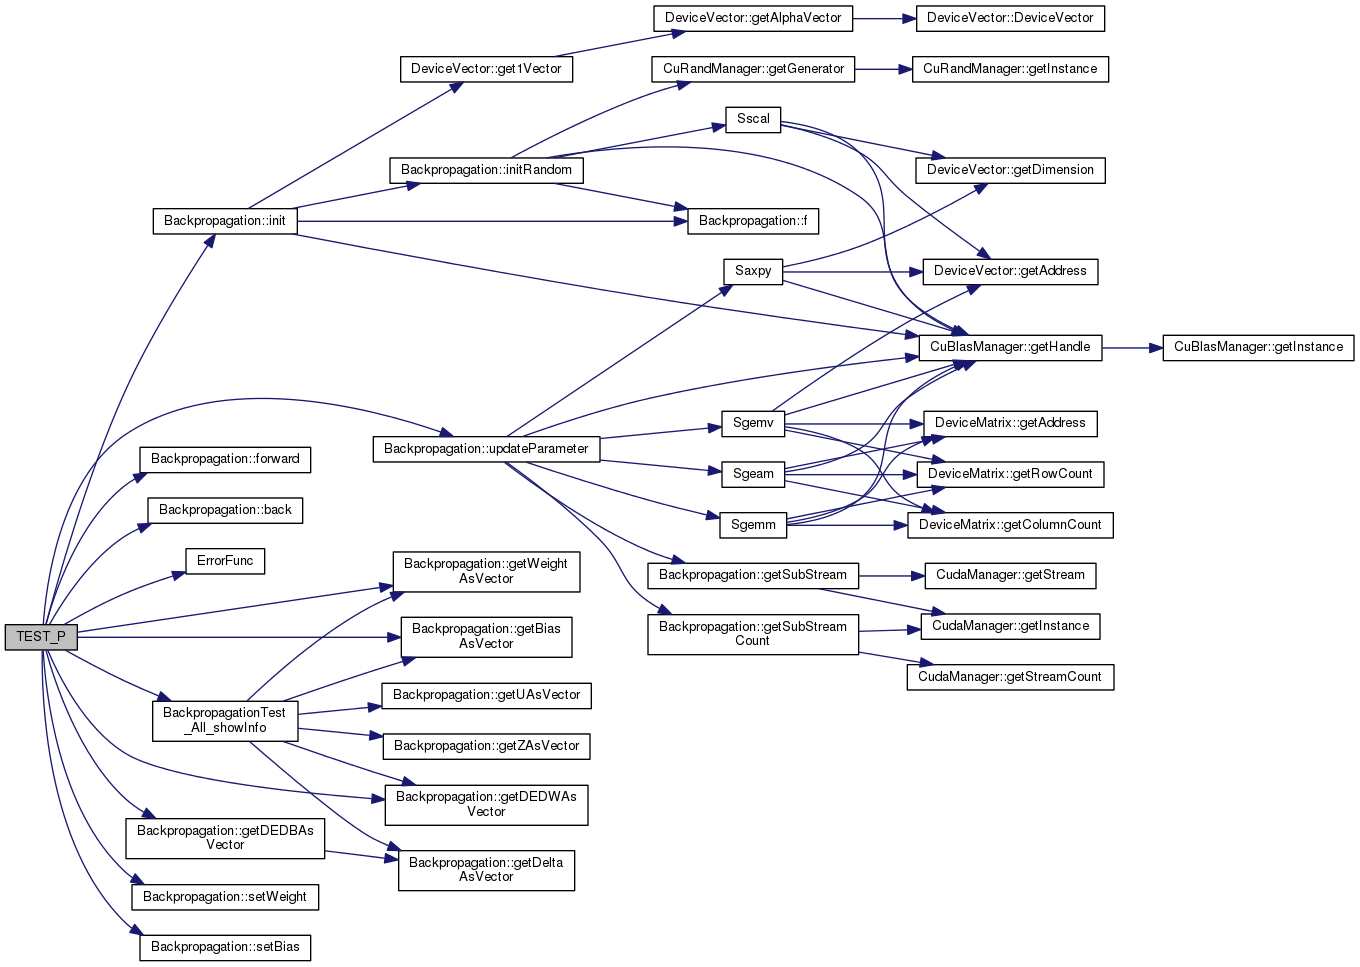 DeviceVector::getAlphaVector
DeviceVector::DeviceVector
DeviceVector::get1Vector
CuRandManager::getGenerator
CuRandManager::getInstance
Sscal
Backpropagation::initRandom
DeviceVector::getDimension
Backpropagation::init
Backpropagation::f
Saxpy
DeviceVector::getAddress
CuBlasManager::getHandle
CuBlasManager::getInstance
Sgemv
DeviceMatrix::getAddress
Backpropagation::updateParameter
Backpropagation::forward
Sgeam
DeviceMatrix::getRowCount
Backpropagation::back
Sgemm
DeviceMatrix::getColumnCount
ErrorFunc
Backpropagation::getWeight
AsVector
Backpropagation::getSubStream
CudaManager::getStream
TEST_P
Backpropagation::getBias
AsVector
Backpropagation::getSubStream
Count
CudaManager::getInstance
CudaManager::getStreamCount
Backpropagation::getUAsVector
BackpropagationTest
_All_showInfo
Backpropagation::getZAsVector
Backpropagation::getDEDWAs
Vector
Backpropagation::getDEDBAs
Vector
Backpropagation::getDelta
AsVector
Backpropagation::setWeight
Backpropagation::setBias